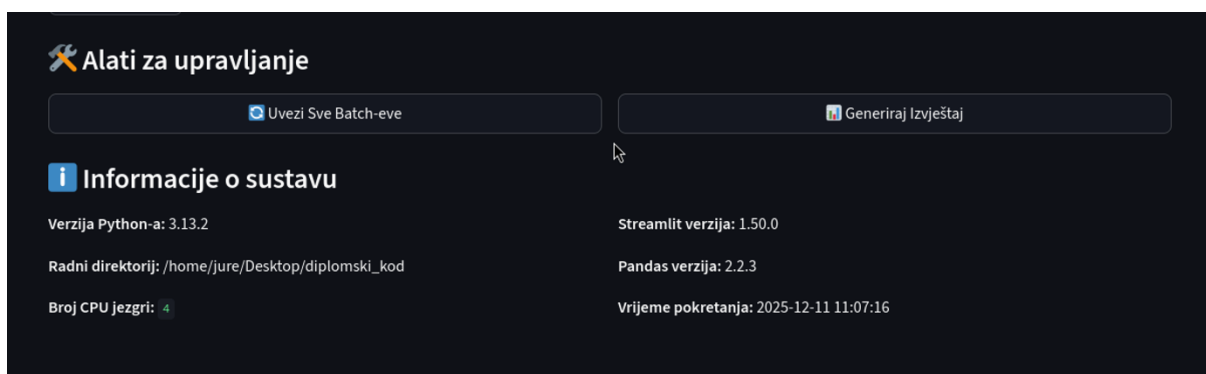 Alati za upravljanje
Uvezi Sve Batch-eve
Generiraj Izvještaj
Informacije o sustavu
Verzija Python-a: 3.13.2
Streamlit verzija: 1.50.0
Radni direktorij: /home/jure/Desktop/diplomski_kod
Pandas verzija: 2.2.3
Broj CPU jezgri: 4
Vrijeme pokretanja: 2025-12-11 11:07:16